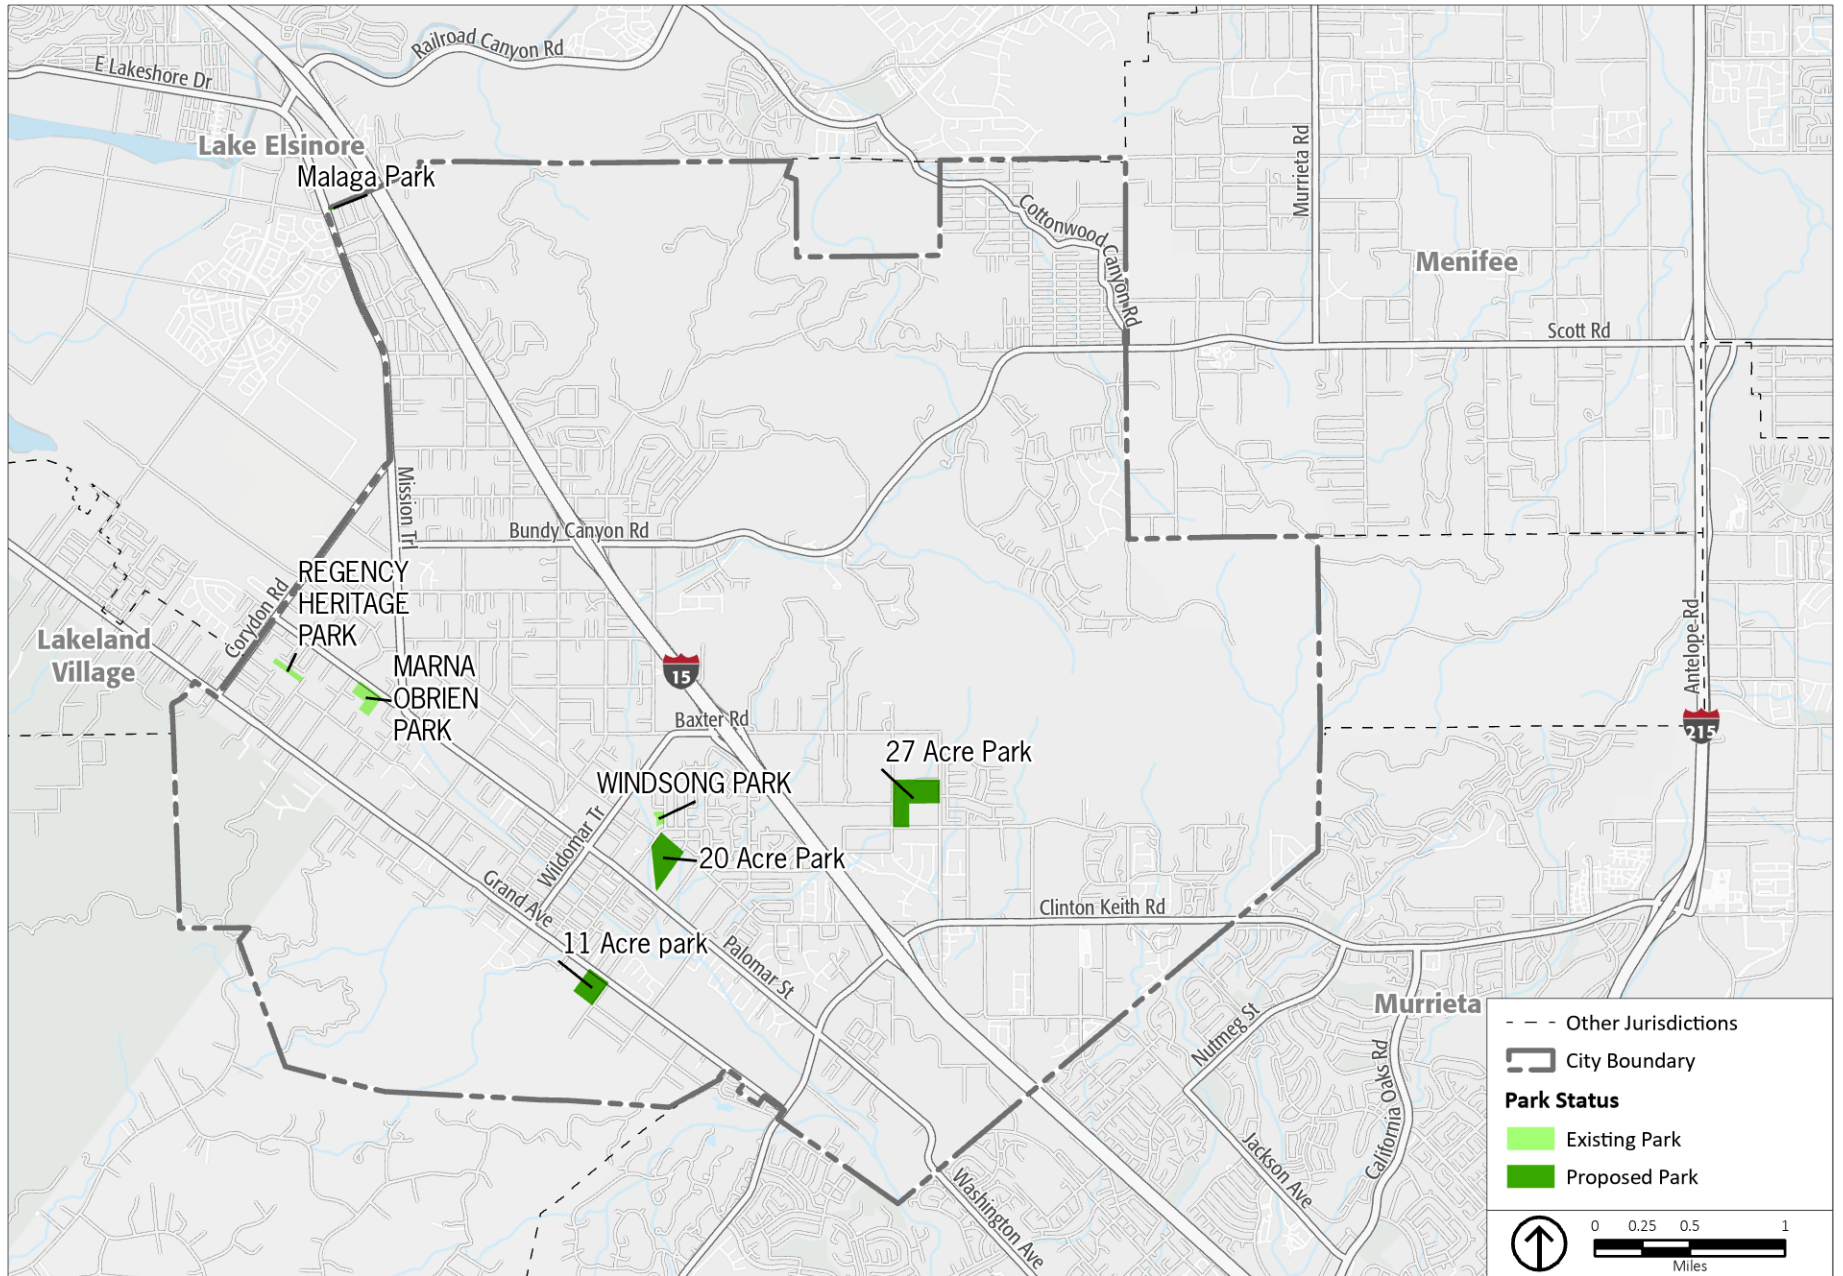 Railroad Canyon Rd
E Lakeshore Dr
Lake Elsinore
Malaga Park
Murrieta Rd
Cottonwood Canyon Rd
Menifee
Scott Rd
Mission Trl
Bundy Canyon Rd
REGENCY
HERITAGE
PARK
Corydon Rd
Lakeland
Village
MARNA
OBRIEN
PARK
15
Antelope Rd
Baxter Rd
215
27 Acre Park
WINDSONG PARK
Wildomar Tr
20 Acre Park
Grand Ave
Clinton Keith Rd
11 Acre park
Palomar St
Murrieta
Nutmeg St
California Oaks Rd
Jackson Ave
Washington Ave
Other Jurisdictions
City Boundary
Park Status
Existing Park
Proposed Park
0 0.25 0.5 1
Miles